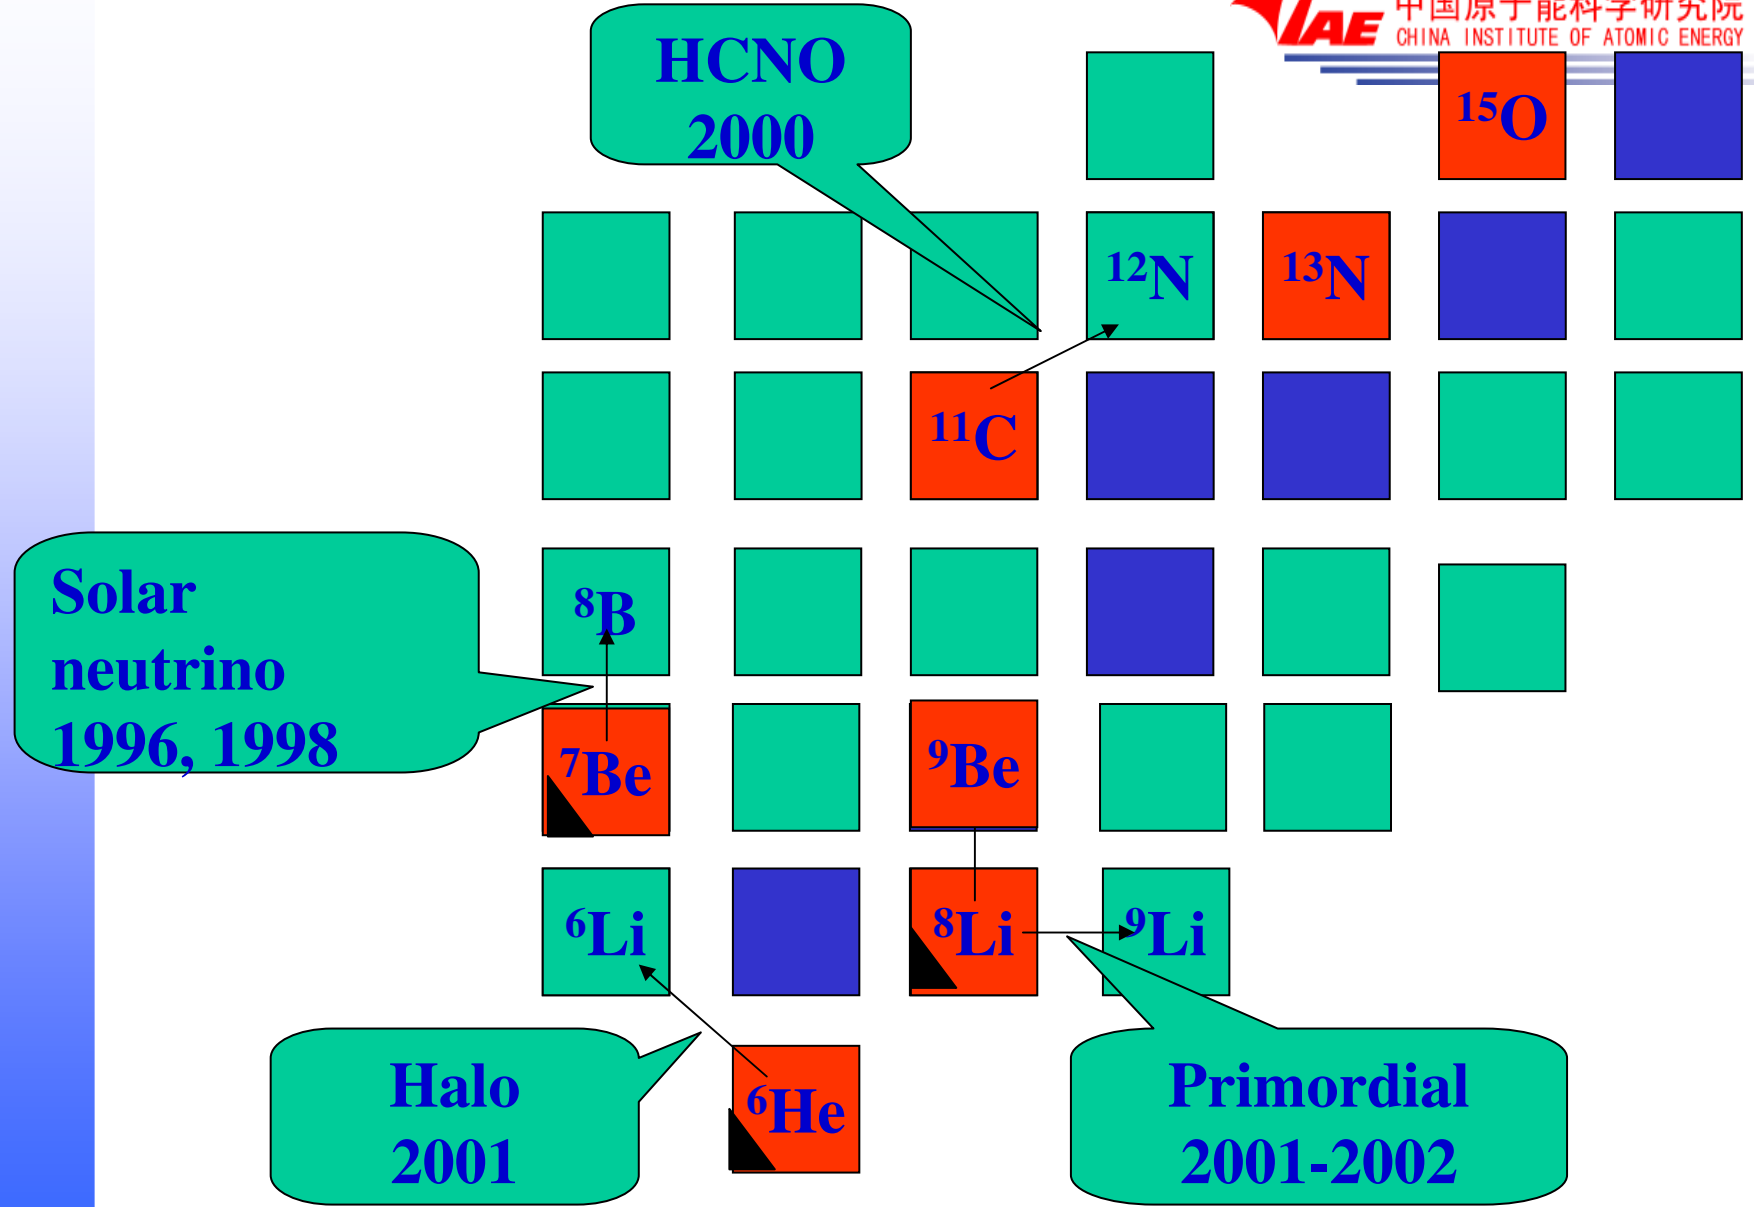 中国原子能科学研究院
IAE CHINA INSTITUTE OF ATOMIC ENERGY
HCNO
2000
¹⁵O
¹²N
¹³N
¹¹C
Solar
neutrino
1996, 1998
⁸B
⁷Be
⁹Be
⁶Li
⁸Li
⁹Li
Halo
2001
⁶He
Primordial
2001-2002